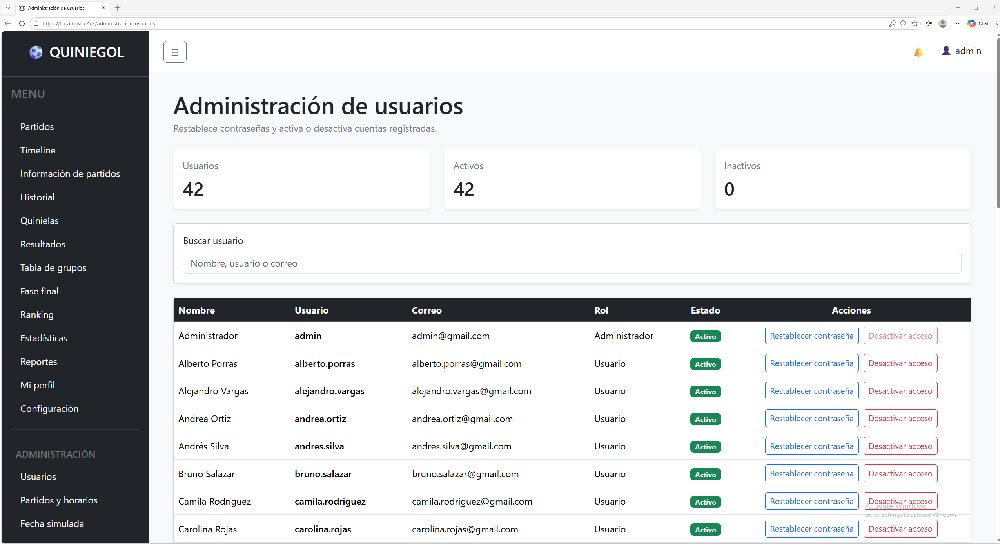 Administración de usuarios
https://localhost:7272/administracion-usuarios
Chat
QUINIEGOL
admin
MENU
Partidos
Timeline
Información de partidos
Historial
Quinielas
Resultados
Tabla de grupos
Fase final
Ranking
Estadísticas
Reportes
Mi perfil
Configuración
ADMINISTRACIÓN
Usuarios
Partidos y horarios
Fecha simulada
Administración de usuarios
Restablece contraseñas y activa o desactiva cuentas registradas.
Usuarios Activos Inactivos
42 42 0
Buscar usuario
Nombre, usuario o correo
Nombre Usuario Correo Rol Estado Acciones
Administrador admin admin@gmail.com Administrador Activo Restablecer contraseña Desactivar acceso
Alberto Porras alberto.porras alberto.porras@gmail.com Usuario Activo Restablecer contraseña Desactivar acceso
Alejandro Vargas alejandro.vargas alejandro.vargas@gmail.com Usuario Activo Restablecer contraseña Desactivar acceso
Andrea Ortiz andrea.ortiz andrea.ortiz@gmail.com Usuario Activo Restablecer contraseña Desactivar acceso
Andrés Silva andres.silva andres.silva@gmail.com Usuario Activo Restablecer contraseña Desactivar acceso
Bruno Salazar bruno.salazar bruno.salazar@gmail.com Usuario Activo Restablecer contraseña Desactivar acceso
Camila Rodríguez camila.rodriguez camila.rodriguez@gmail.com Usuario Activo Restablecer contraseña Desactivar acceso
Activate Windows
Go to Settings to activate Windows.
Carolina Rojas carolina.rojas carolina.rojas@gmail.com Usuario Activo Restablecer contraseña Desactivar acceso